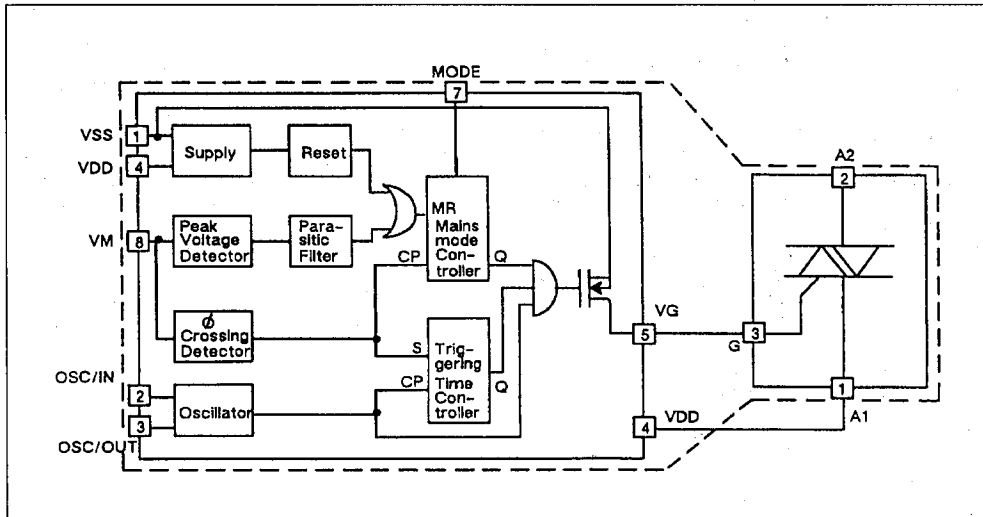 MODE
7
VSS
1
VDD
4
Supply
Reset
A2
2
MR
Mains
mode
Con-
troller
VM
8
Peak
Voltage
Detector
Para-
sitic
Filter
CP
Q
Ø
Crossing
Detector
S
Trig-
gering
Time
Con-
troller
CP
Q
VG
5
G
3
1
A1
OSC/IN
2
3
OSC/OUT
Oscillator
4
VDD